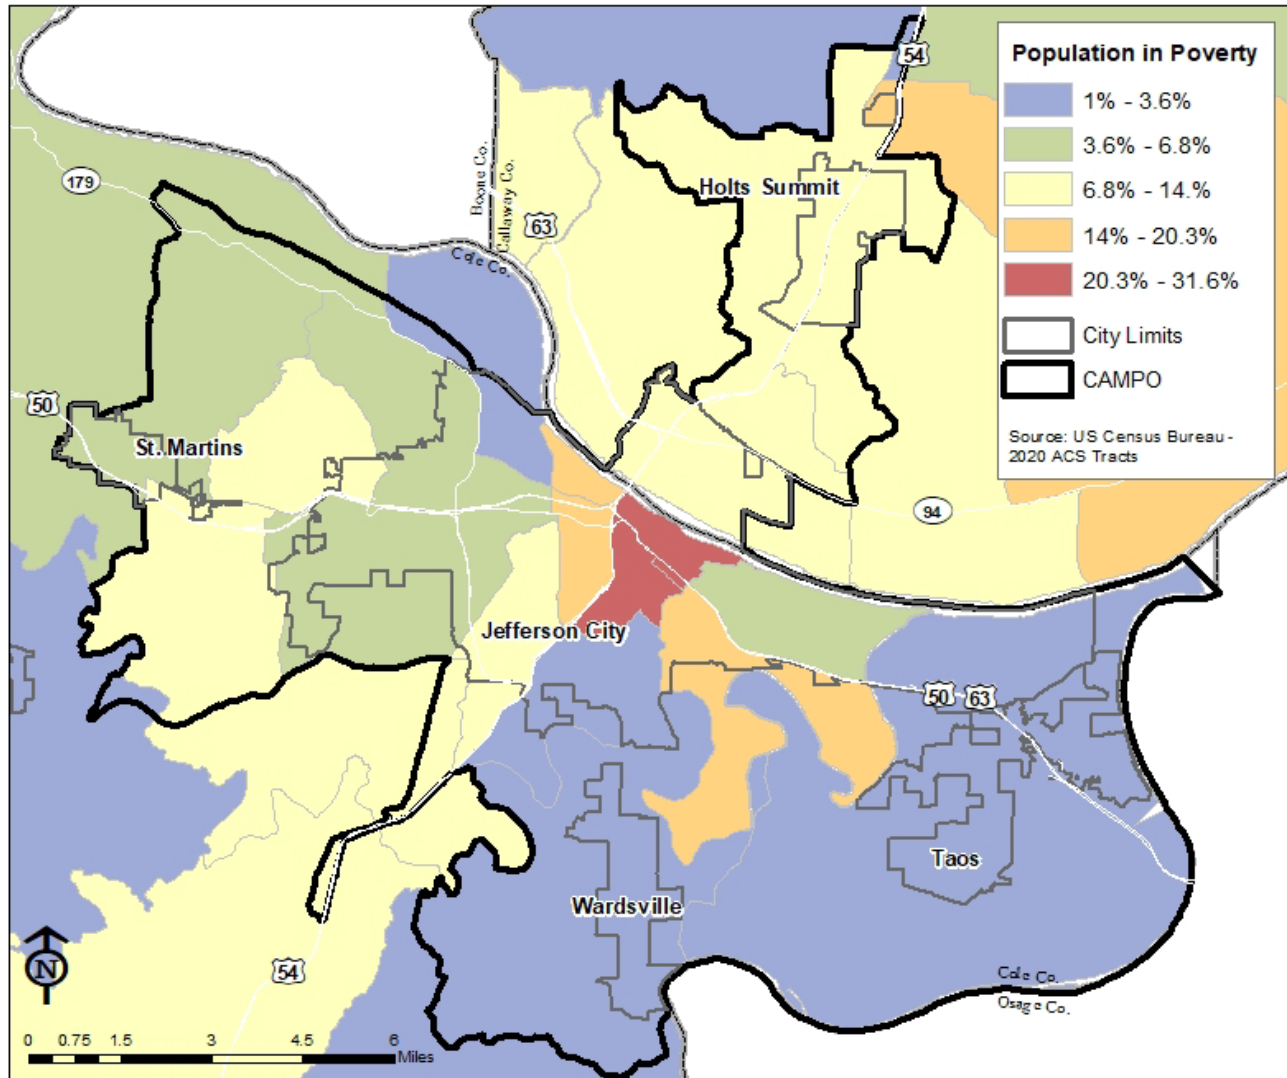 Population in Poverty
1% - 3.6%
3.6% - 6.8%
6.8% - 14.%
14% - 20.3%
20.3% - 31.6%
City Limits
CAMPO
Source: US Census Bureau -
2020 ACS Tracts
54
179
Boone Co.
Callaway Co.
Cole Co.
63
Holts Summit
50
St. Martins
94
Jefferson City
50
63
Taos
Wardsville
N
54
Cole Co.
Osage Co.
0 0.75 1.5 3 4.5 6
Miles